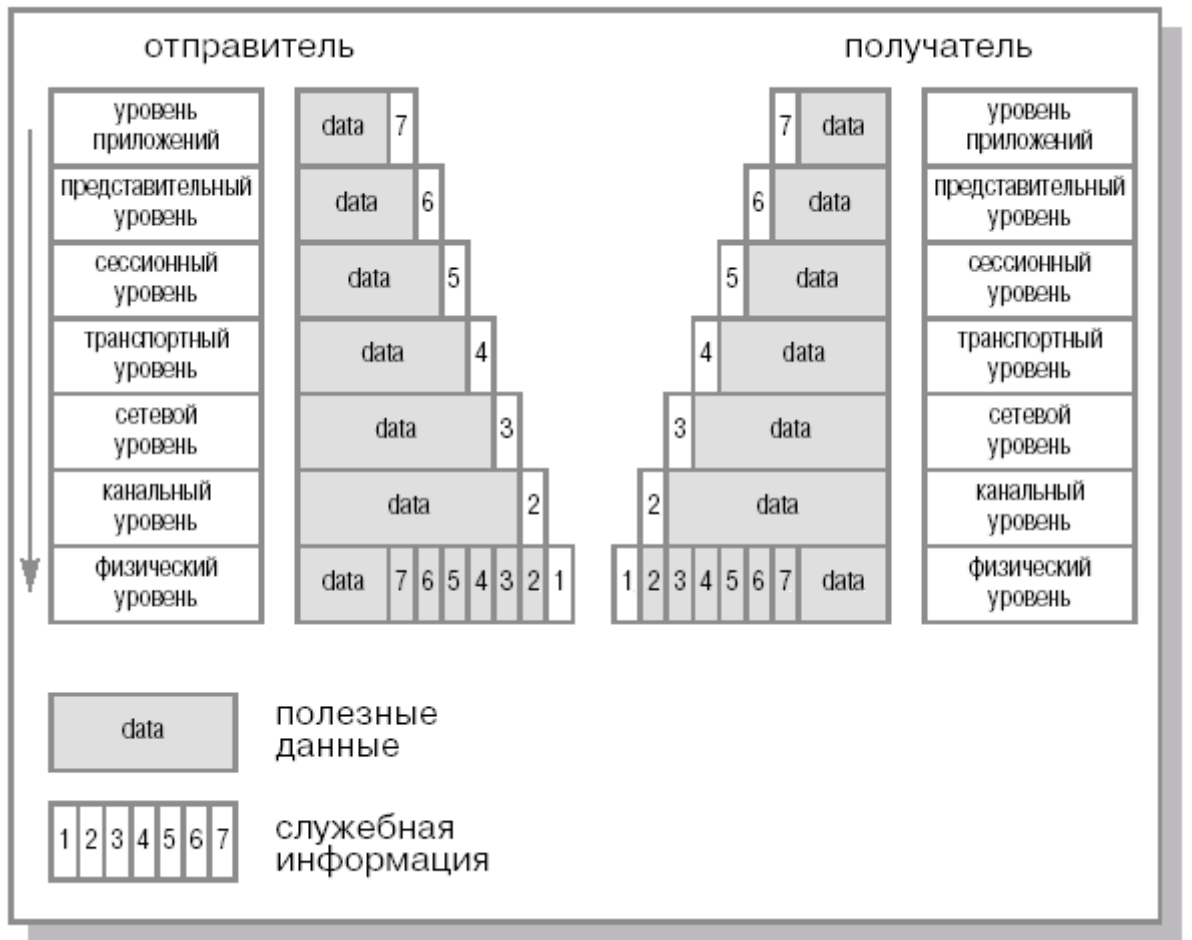 отправитель
получатель
уровень
приложений
data 7
7 data
уровень
приложений
представительный
уровень
data 6
6 data
представительный
уровень
сессионный
уровень
data 5
5 data
сессионный
уровень
транспортный
уровень
data 4
4 data
транспортный
уровень
сетевой
уровень
data 3
3 data
сетевой
уровень
канальный
уровень
data 2
2 data
канальный
уровень
физический
уровень
data 7 6 5 4 3 2 1
1 2 3 4 5 6 7 data
физический
уровень
data
полезные
данные
1 2 3 4 5 6 7
служебная
информация